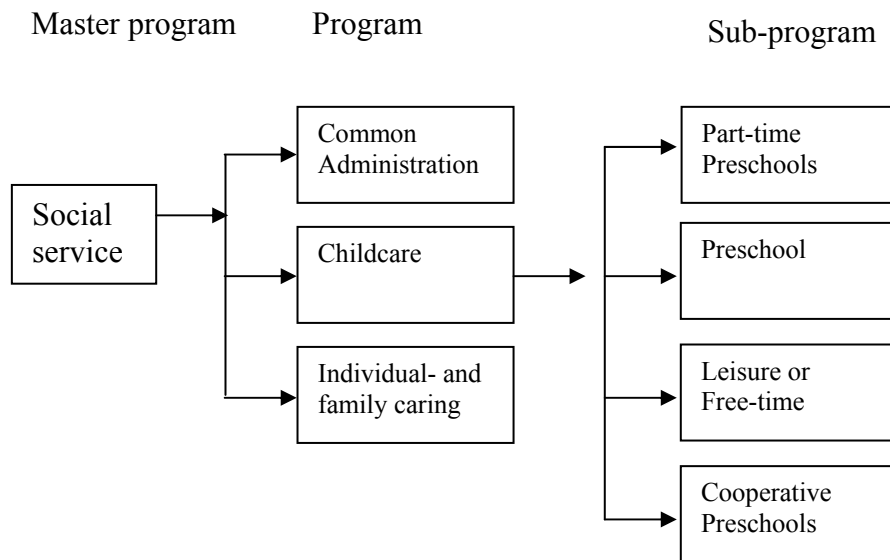 Master program
Program
Sub-program
Social
service
Common
Administration
Childcare
Individual- and
family caring
Part-time
Preschools
Preschool
Leisure or
Free-time
Cooperative
Preschools